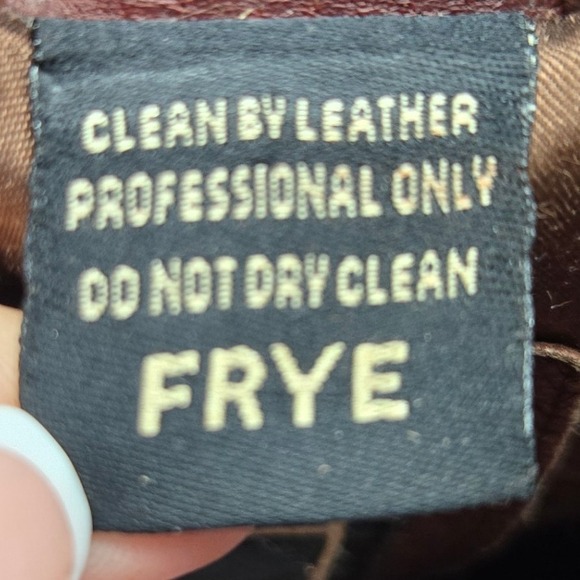 CLEAN BY LEATHER
PROFESSIONAL ONLY
DO NOT DRY CLEAN
FRYE